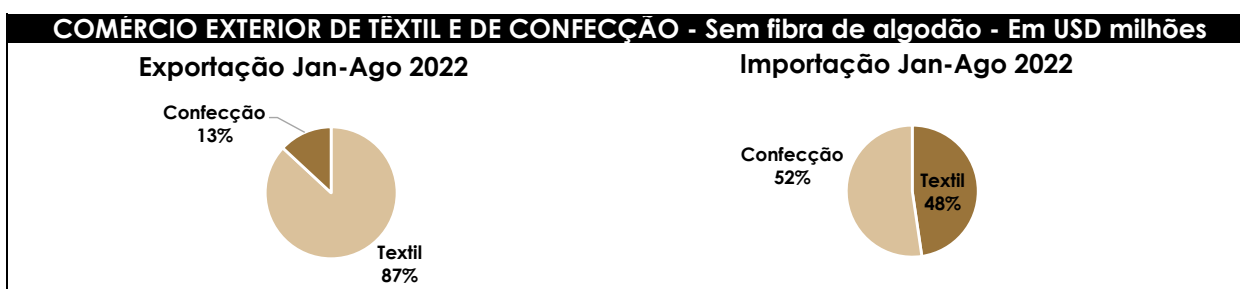 COMÉRCIO EXTERIOR DE TÊXTIL E DE CONFECÇÃO - Sem fibra de algodão - Em USD milhões
Exportação Jan-Ago 2022
Confecção
13%
Textil
87%
Importação Jan-Ago 2022
Confecção
52%
Textil
48%